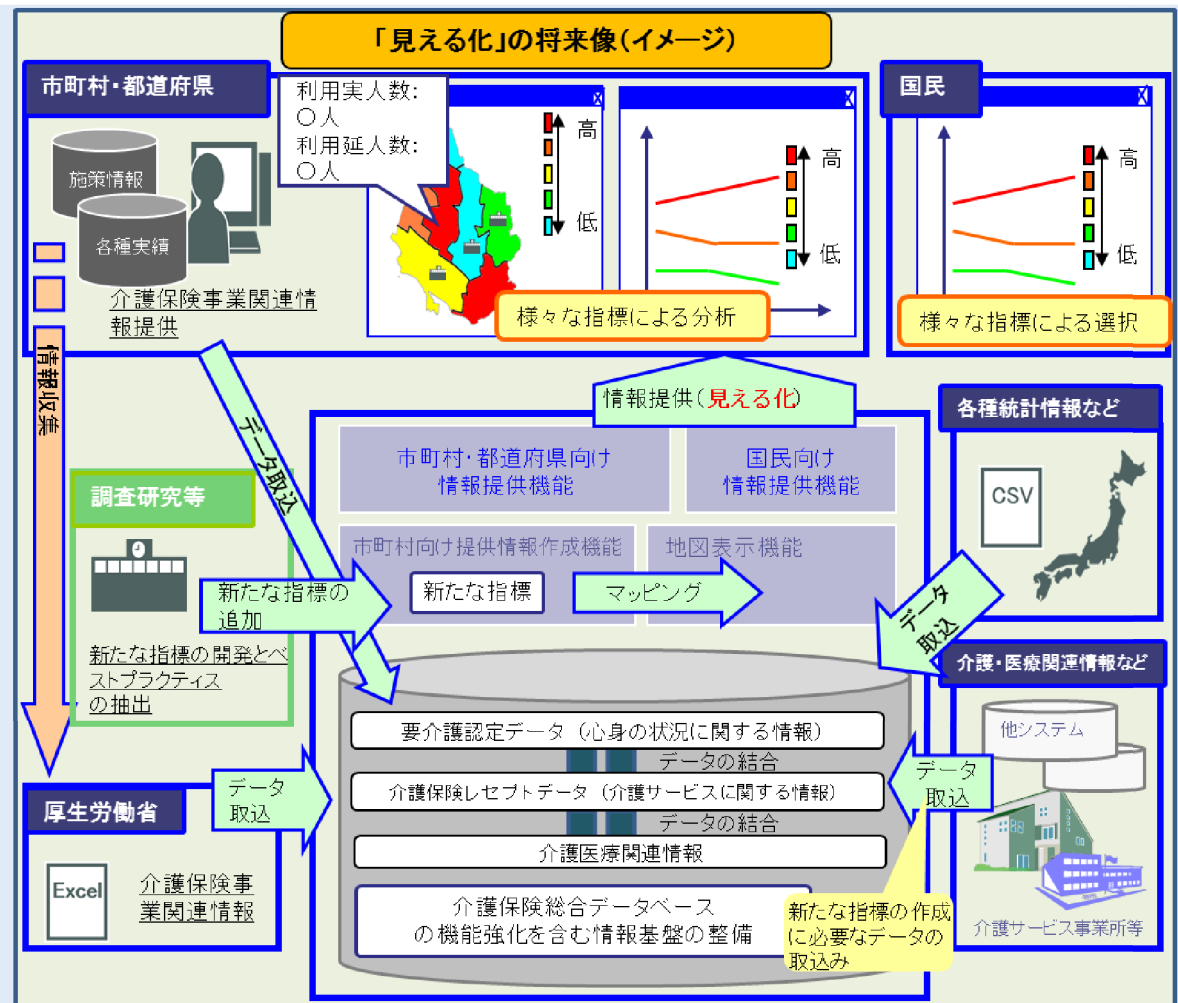 「見える化」の将来像(イメージ)
市町村・都道府県
施策情報
各種実績
介護保険事業関連情
報提供
利用実人数:
○人
利用延人数:
○人
高
低
高
低
様々な指標による分析
国民
高
低
様々な指標による選択
情報収集
データ取込
情報提供(見える化)
市町村・都道府県向け
情報提供機能
国民向け
情報提供機能
市町村向け提供情報作成機能
新たな指標
マッピング
地図表示機能
調査研究等
新たな指標の
追加
新たな指標の開発とベ
ストプラクティス
の抽出
各種統計情報など
CSV
データ
取込
介護・医療関連情報など
他システム
介護サービス事業所等
データ
取込
新たな指標の作成
に必要なデータの
取込み
要介護認定データ(心身の状況に関する情報)
データの結合
介護保険レセプトデータ(介護サービスに関する情報)
データの結合
介護医療関連情報
介護保険総合データベース
の機能強化を含む情報基盤の整備
厚生労働省
Excel
介護保険事
業関連情報
データ
取込